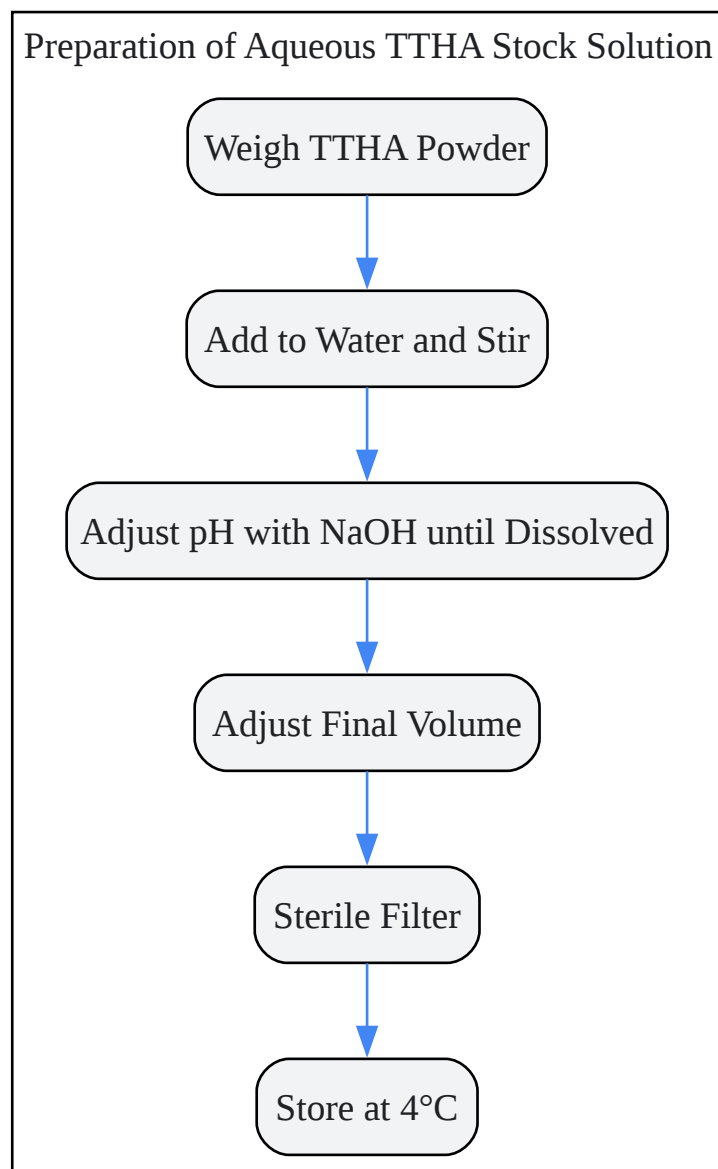 Preparation of Aqueous TTHA Stock Solution
Weigh TTHA Powder
Add to Water and Stir
Adjust pH with NaOH until Dissolved
Adjust Final Volume
Sterile Filter
Store at 4°C